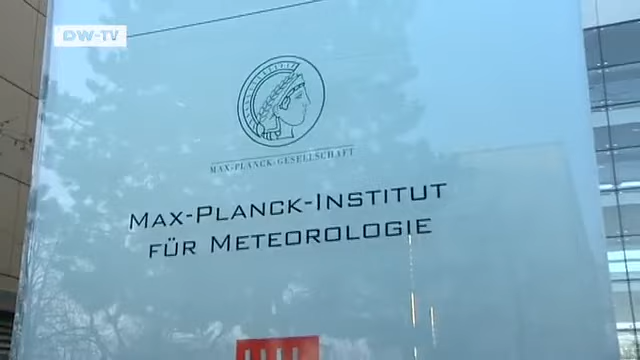 DW-TV
MAX-PLANCK-GESELLSCHAFT
MAX-PLANCK-INSTITUT
FÜR METEOROLOGIE